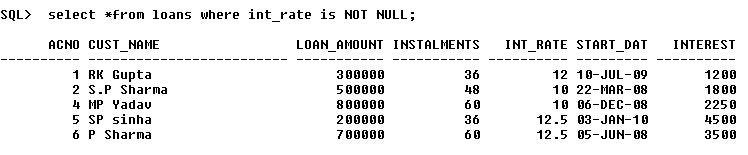 SQL> select *from loans where int_rate is NOT NULL;
ACNO CUST_NAME LOAN_AMOUNT INSTALMENTS INT_RATE START_DAT INTEREST
---------- -------------------- ----------- ----------- ---------- --------- ----------
1 RK Gupta 300000 36 12 10-JUL-09 1200
2 S.P Sharma 500000 48 10 22-MAR-08 1800
4 MP Yadav 800000 60 10 06-DEC-08 2250
5 SP sinha 200000 36 12.5 03-JAN-10 4500
6 P Sharma 700000 60 12.5 05-JUN-08 3500